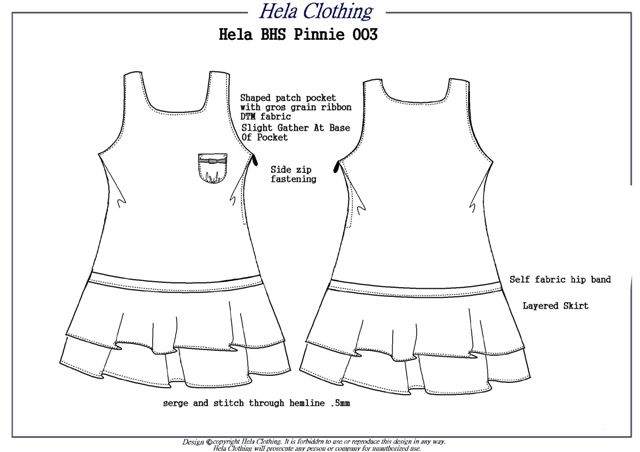 Hela Clothing
Hela BHS Pinnie 003
Shaped patch pocket
with gros grain ribbon
DTM fabric
Slight Gather At Base
Of Pocket
Side zip
fastening
Self fabric hip band
Layered Skirt
serge and stitch through hemline .5mm
Design ©copyright Hela Clothing. It is forbiddrn to use or reproduce this design in any way.
Hela Clothing will prosocute any person or company for unauthorized use.